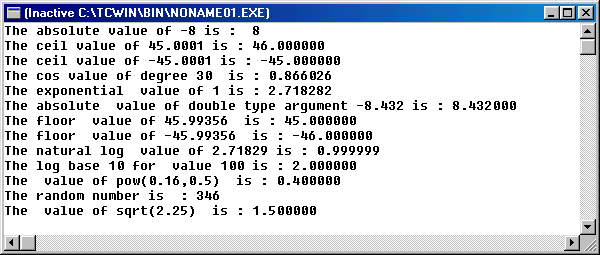 (Inactive C:\TCWIN\BIN\NONAME01.EXE)
The absolute value of -8 is :  8
The ceil value of 45.0001 is : 46.000000
The ceil value of -45.0001 is : -45.000000
The cos value of degree 30  is : 0.866026
The exponential  value of 1 is : 2.718282
The absolute  value of double type argument -8.432 is : 8.432000
The floor  value of 45.99356  is : 45.000000
The floor  value of -45.99356  is : -46.000000
The natural log  value of 2.71829 is : 0.999999
The log base 10 for  value 100 is : 2.000000
The  value of pow(0.16,0.5)  is : 0.400000
The random number is  : 346
The  value of sqrt(2.25)  is : 1.500000